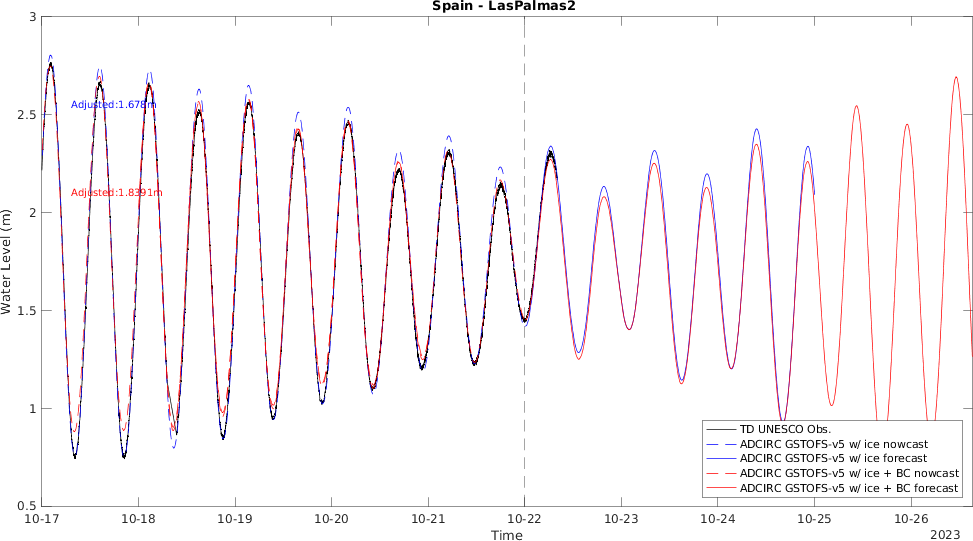 Spain - LasPalmas2
3
2.5
2
1.5
1
0.5
Water Level (m)
Adjusted:1.678m
Adjusted:1.8391m
TD UNESCO Obs.
ADCIRC GSTOFS-v5 w/ ice nowcast
ADCIRC GSTOFS-v5 w/ ice forecast
ADCIRC GSTOFS-v5 w/ ice + BC nowcast
ADCIRC GSTOFS-v5 w/ ice + BC forecast
10-17 10-18 10-19 10-20 10-21 10-22 10-23 10-24 10-25 10-26
Time
2023